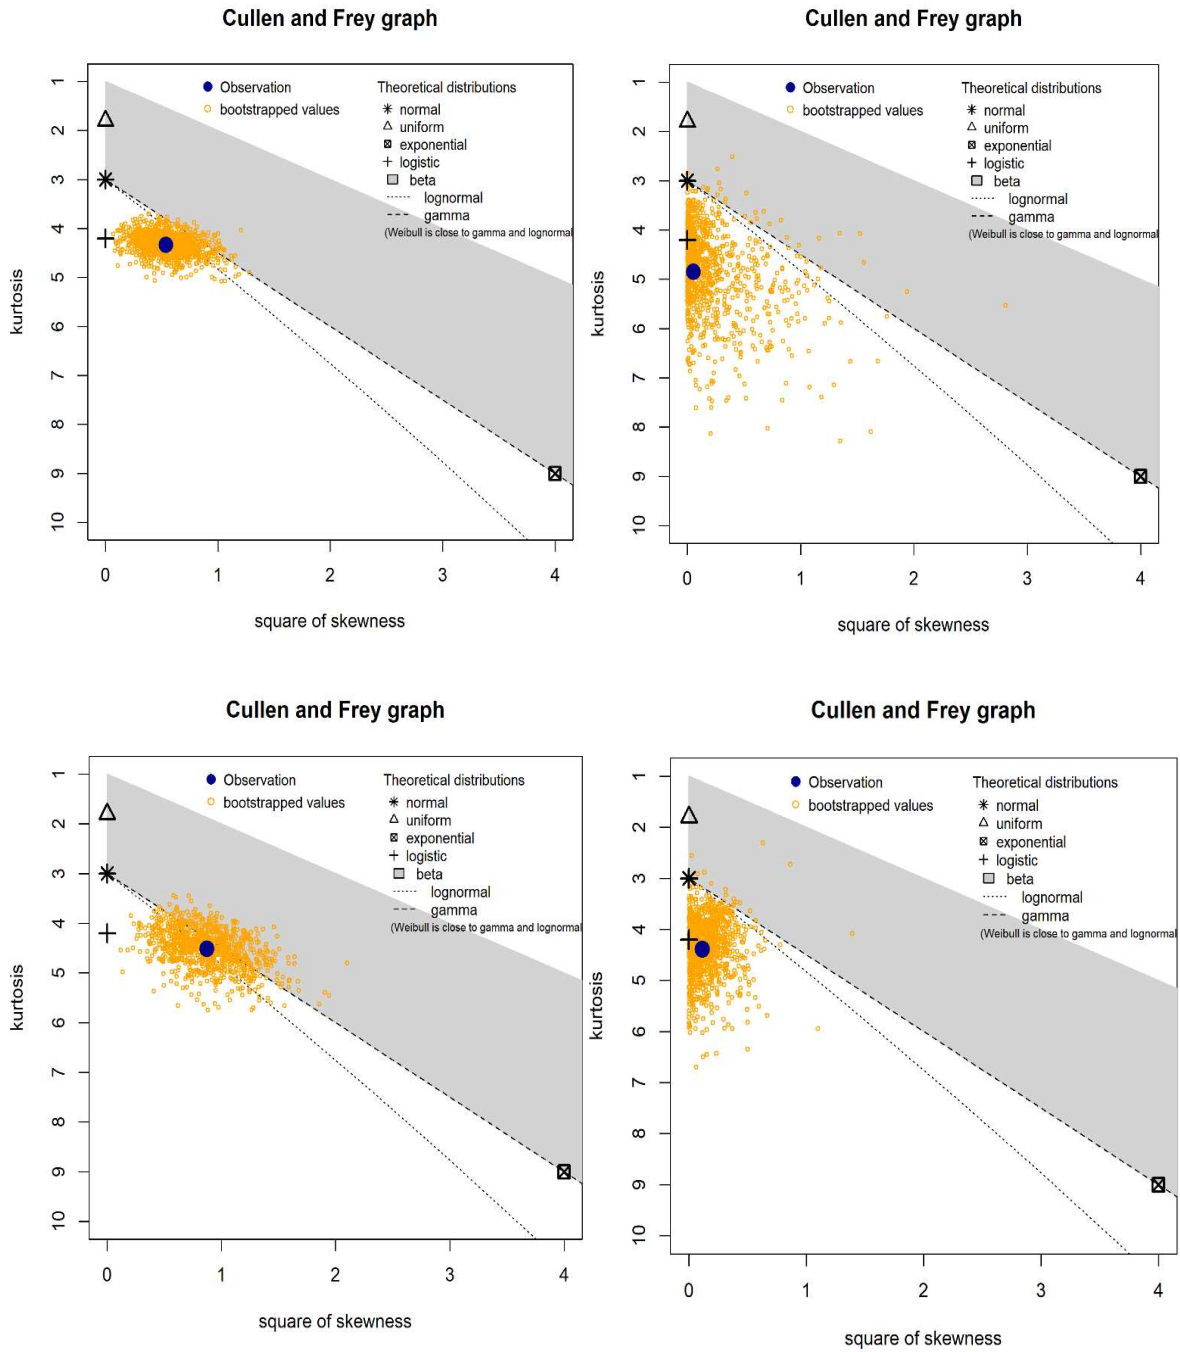 Cullen and Frey graph
Observation
bootstrapped values
Theoretical distributions
normal
uniform
exponential
logistic
beta
lognormal
gamma
(Weibull is close to gamma and lognormal
kurtosis
1
2
3
4
5
6
7
8
9
10
0 1 2 3 4
square of skewness
Cullen and Frey graph
Observation
bootstrapped values
Theoretical distributions
normal
uniform
exponential
logistic
beta
lognormal
gamma
(Weibull is close to gamma and lognormal
kurtosis
1
2
3
4
5
6
7
8
9
10
0 1 2 3 4
square of skewness
Cullen and Frey graph
Observation
bootstrapped values
Theoretical distributions
normal
uniform
exponential
logistic
beta
lognormal
gamma
(Weibull is close to gamma and lognormal
kurtosis
1
2
3
4
5
6
7
8
9
10
0 1 2 3 4
square of skewness
Cullen and Frey graph
Observation
bootstrapped values
Theoretical distributions
normal
uniform
exponential
logistic
beta
lognormal
gamma
(Weibull is close to gamma and lognormal
kurtosis
1
2
3
4
5
6
7
8
9
10
0 1 2 3 4
square of skewness